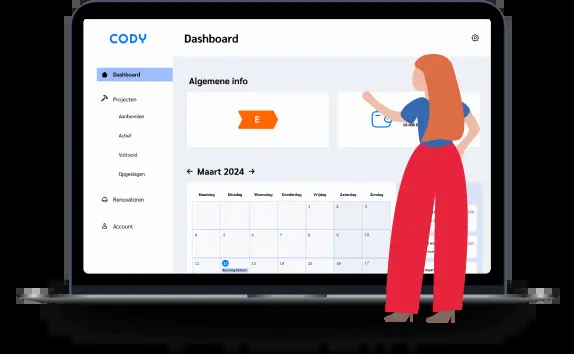 CODY
Dashboard
Dashboard
Projecten
Aanbevolen
Actief
Voltooid
Opgeslagen
Renovatoren
Account
Algemene info
E
← Maart 2024 →
Maandag Dinsdag Woensdag Donderdag Vrijdag Zaterdag Zondag
1 2 3
4 5 6 7 8 9 10
11 12 13 14 15 16 17